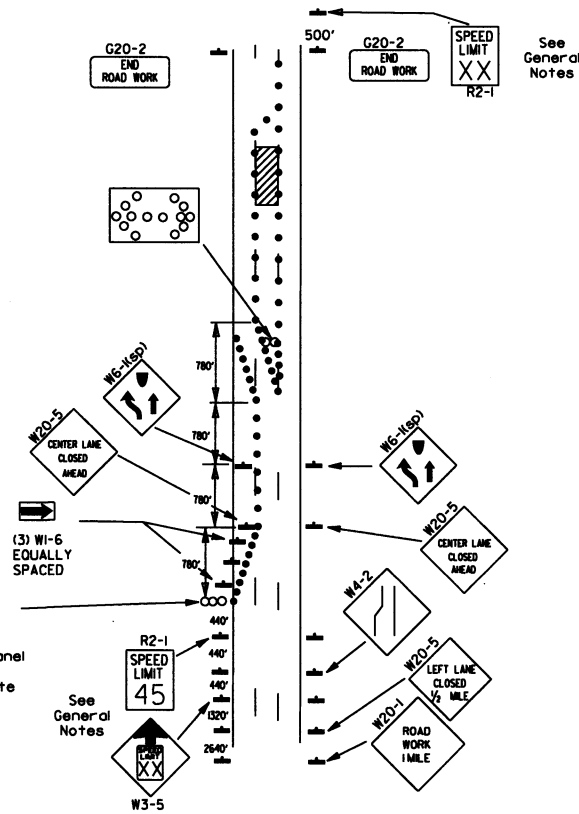 500'
G20-2
END
ROAD WORK
G20-2
END
ROAD WORK
SPEED
LIMIT
XX
R2-1
See
General
Notes
780'
W6-1(sp)
780'
W20-5
CENTER LANE
CLOSED
AHEAD
780'
W6-1(sp)
(3) W1-6
EQUALLY
SPACED
780'
W20-5
CENTER LANE
CLOSED
AHEAD
440'
R2-1
SPEED
LIMIT
45
440'
W4-2
anel
te
See
General
Notes
440'
W20-5
LEFT LANE
CLOSED
1/2 MILE
1320'
2640'
SPEED
LIMIT
XX
W3-5
W20-1
ROAD
WORK
1 MILE